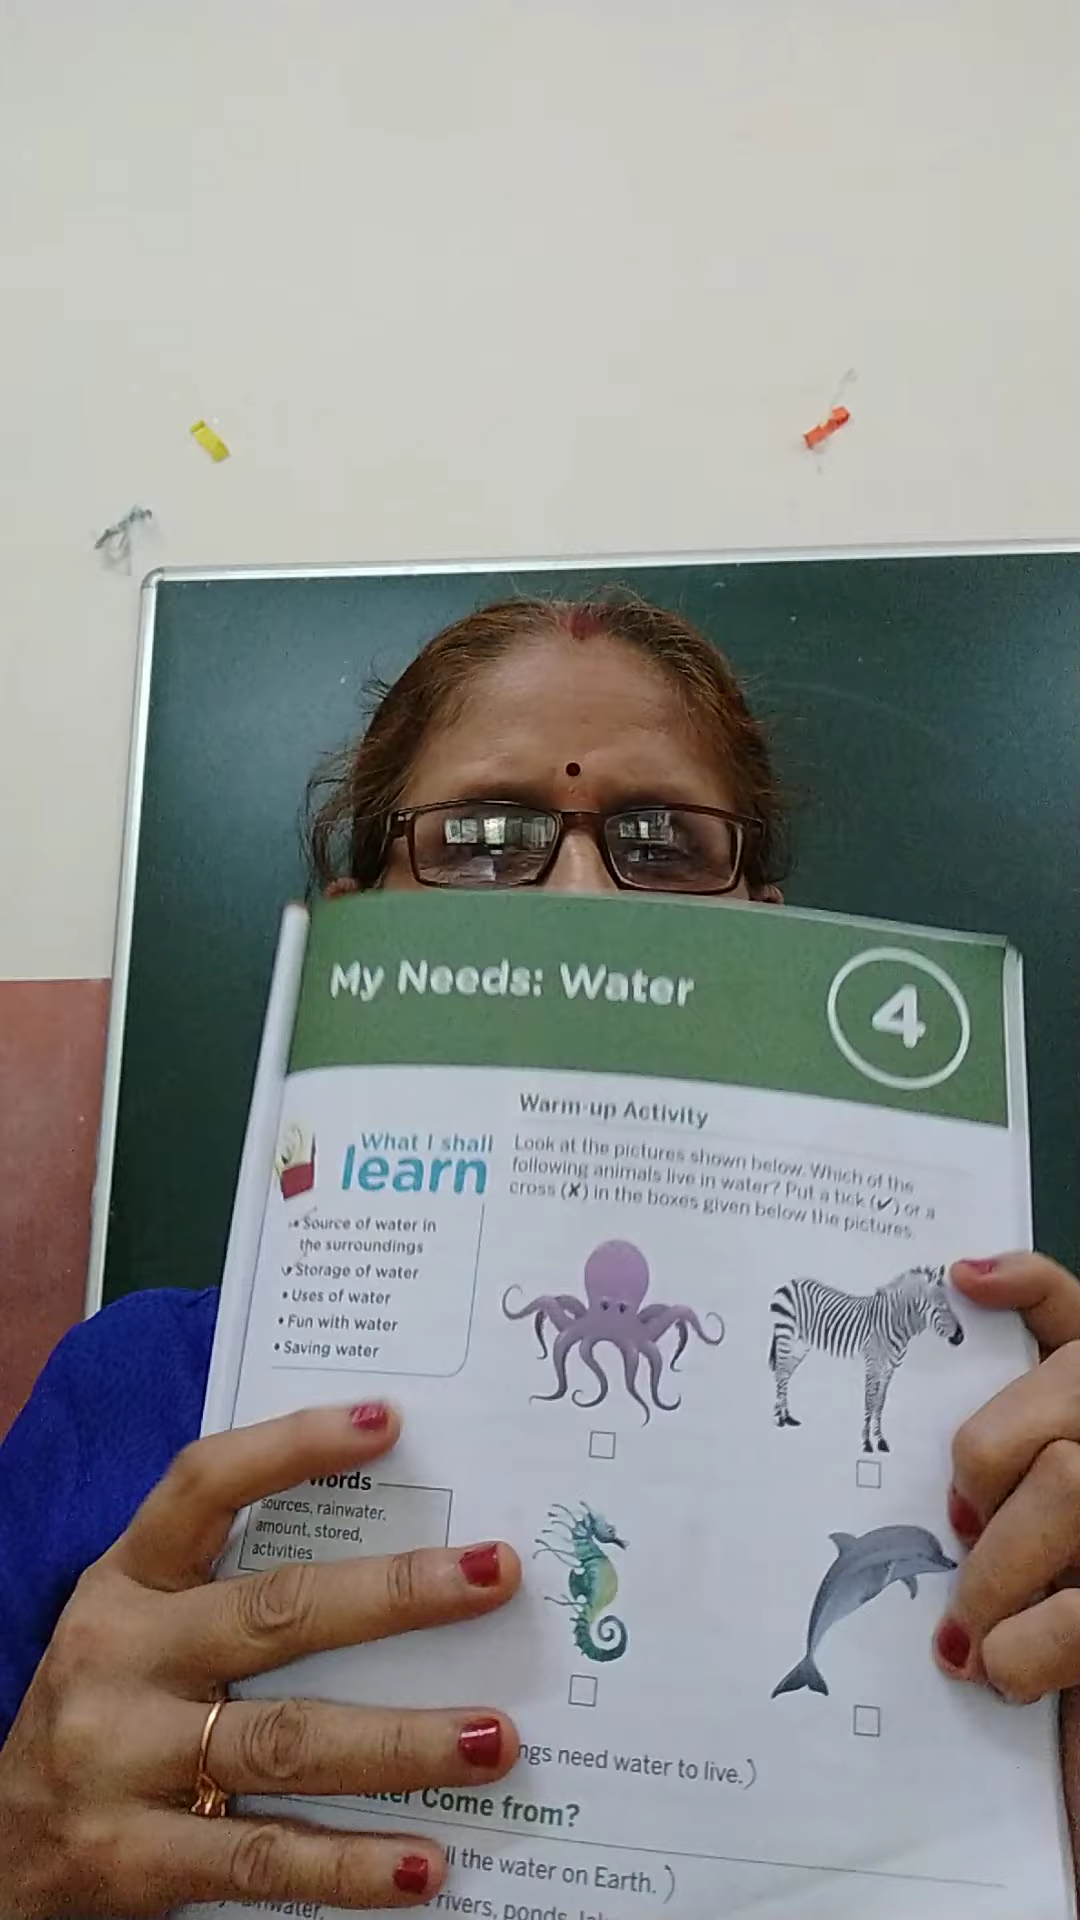 My Needs: Water
4
Warm-up Activity
Look at the pictures shown below. Which of the
following animals live in water? Put a tick (✔) or a
cross (✘) in the boxes given below the pictures.
What I shall
learn
• Source of water in
the surroundings
• Storage of water
• Uses of water
• Fun with water
• Saving water
words
sources, rainwater,
amount, stored,
activities
need water to live.)
Come from?
the water on Earth.)
rivers, ponds,